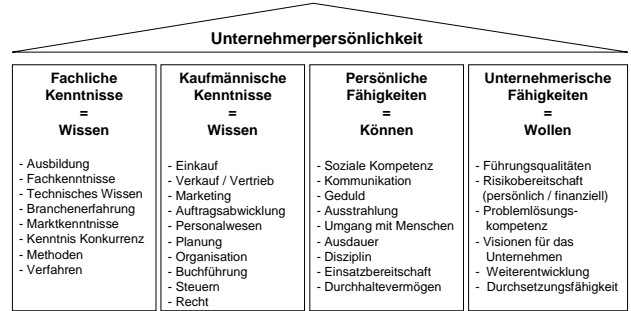 Unternehmerpersönlichkeit
Fachliche
Kenntnisse
=
Wissen
- Ausbildung
- Fachkenntnisse
- Technisches Wissen
- Branchenerfahrung
- Marktkenntnisse
- Kenntnis Konkurrenz
- Methoden
- Verfahren
Kaufmännische
Kenntnisse
=
Wissen
- Einkauf
- Verkauf / Vertrieb
- Marketing
- Auftragsabwicklung
- Personalwesen
- Planung
- Organisation
- Buchführung
- Steuern
- Recht
Persönliche
Fähigkeiten
=
Können
- Soziale Kompetenz
- Kommunikation
- Geduld
- Ausstrahlung
- Umgang mit Menschen
- Ausdauer
- Disziplin
- Einsatzbereitschaft
- Durchhaltevermögen
Unternehmerische
Fähigkeiten
=
Wollen
- Führungsqualitäten
- Risikobereitschaft
(persönlich / finanziell)
- Problemlösungs-
kompetenz
- Visionen für das
Unternehmen
- Weiterentwicklung
- Durchsetzungsfähigkeit